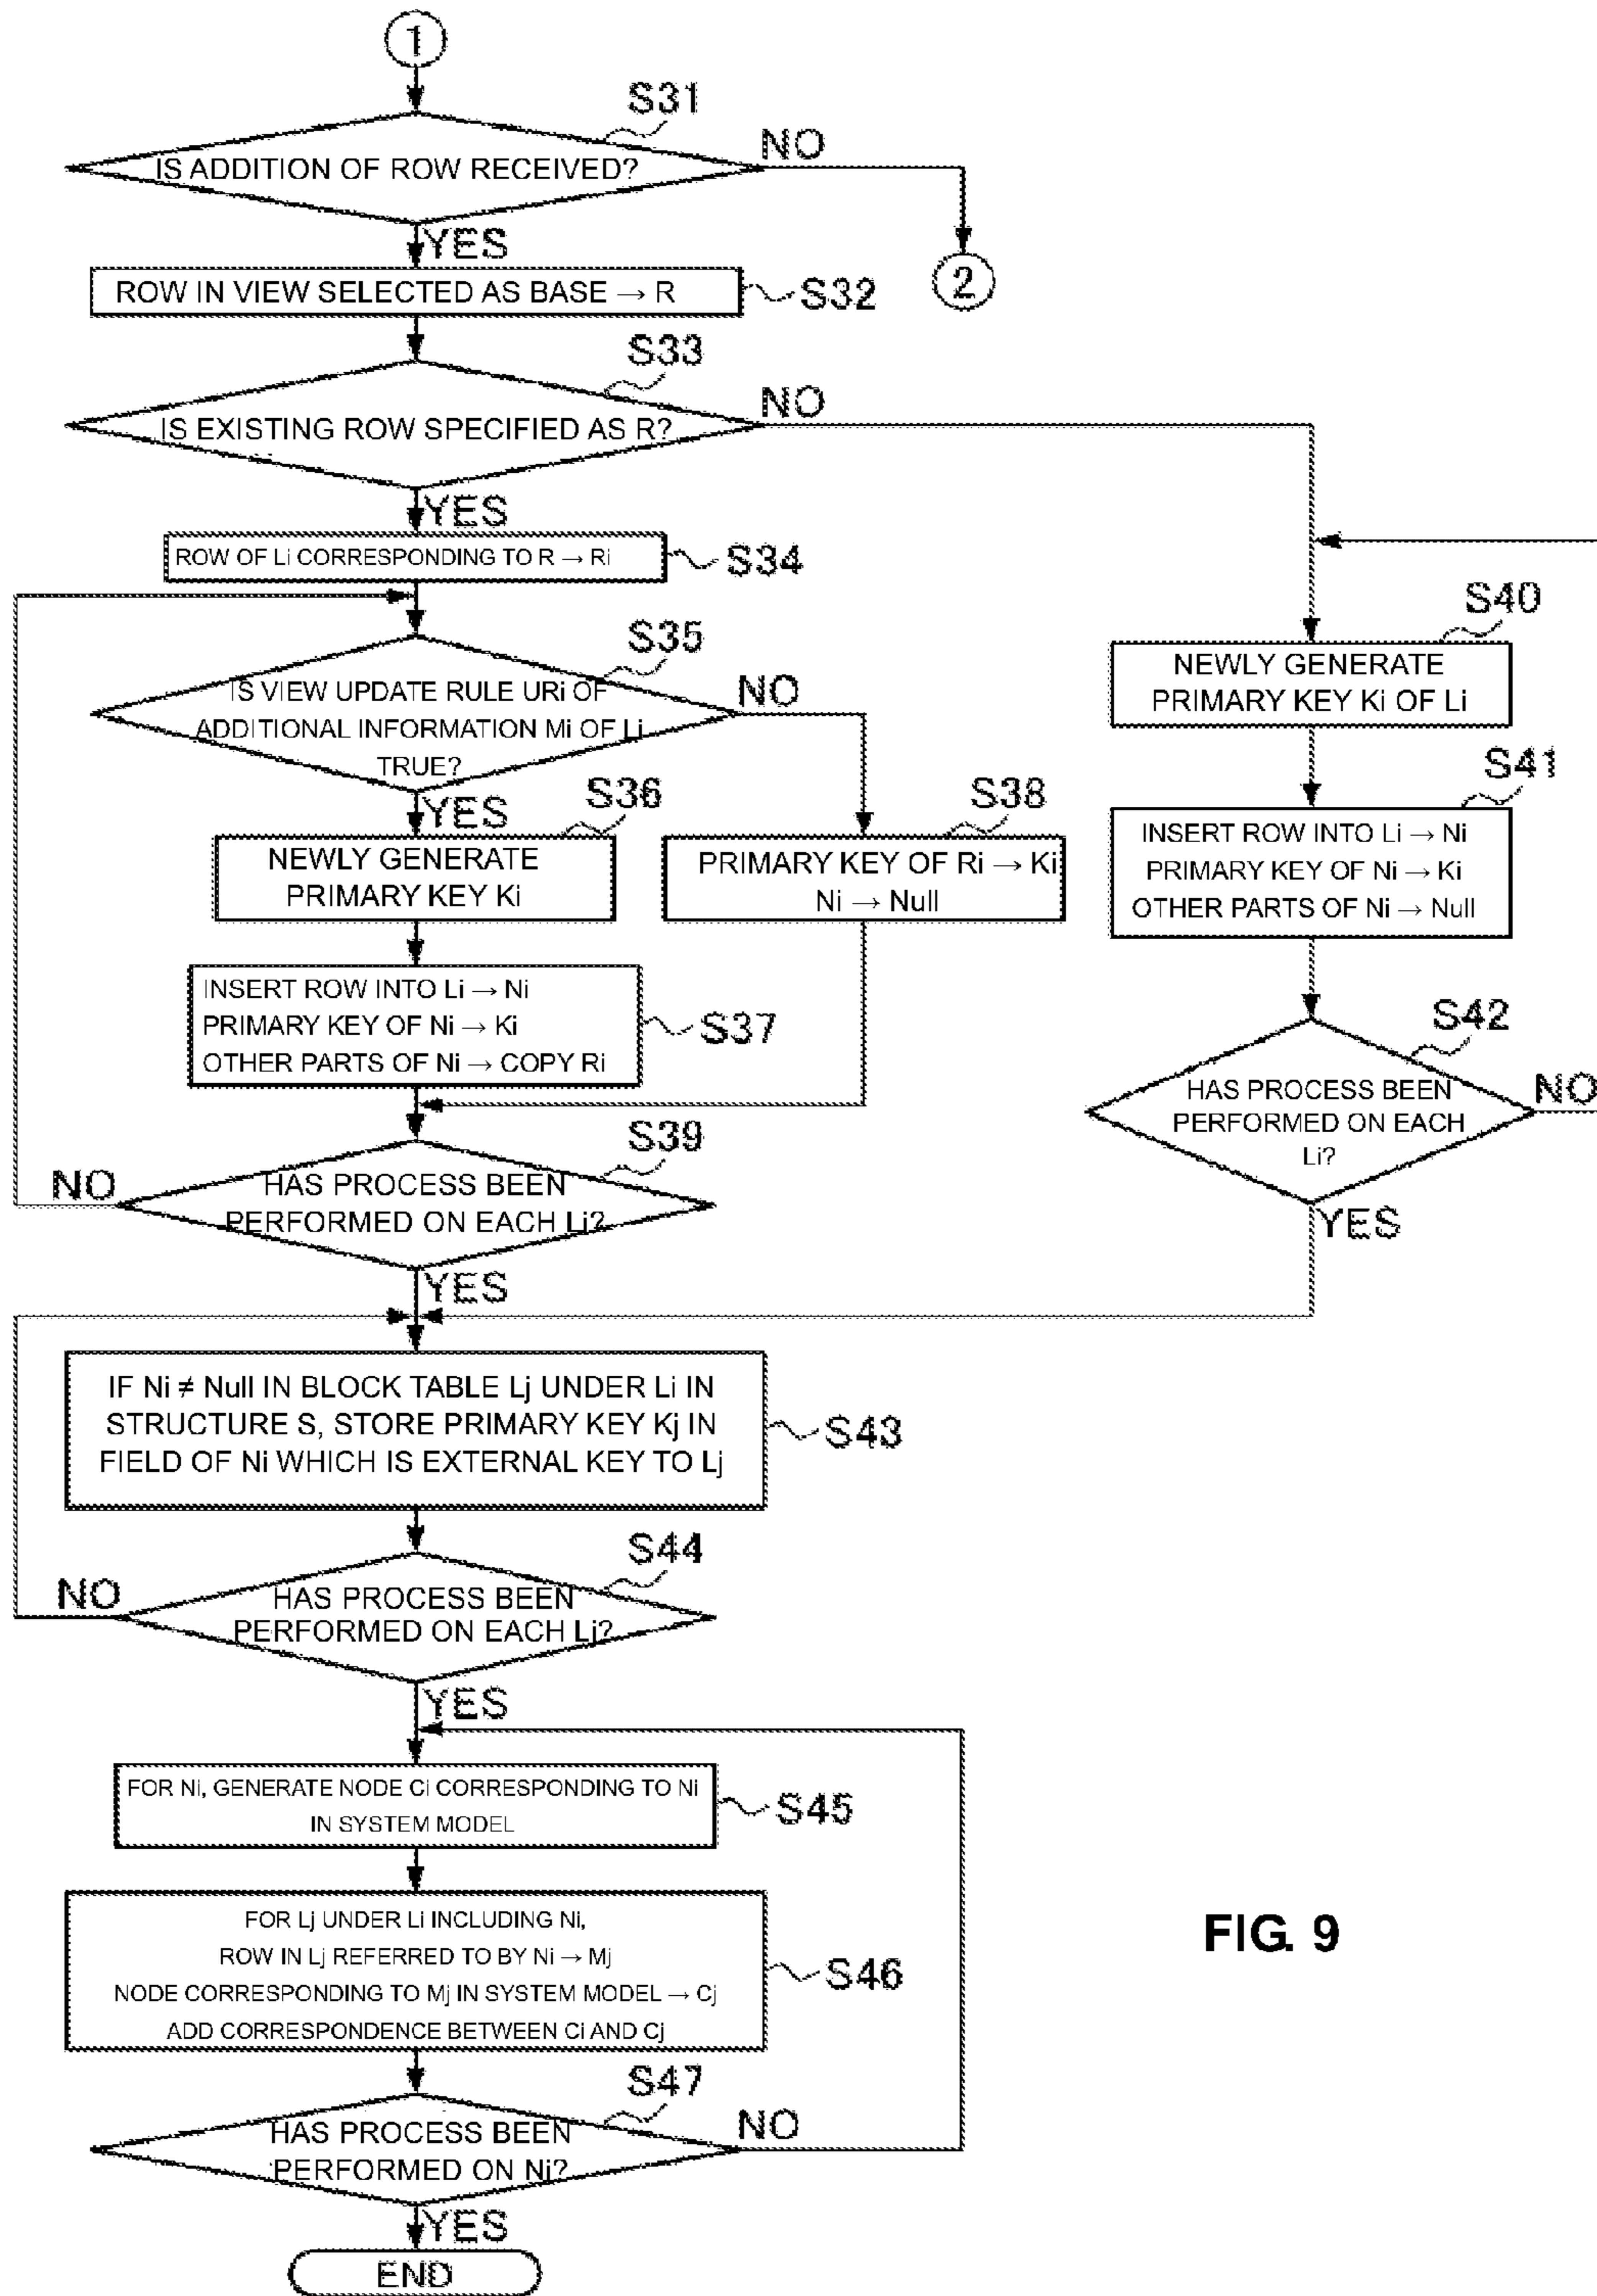 1
S31
IS ADDITION OF ROW RECEIVED?
NO
YES
2
ROW IN VIEW SELECTED AS BASE → R
S32
S33
IS EXISTING ROW SPECIFIED AS R?
NO
YES
ROW OF Li CORRESPONDING TO R → Ri
S34
S35
IS VIEW UPDATE RULE URi OF
ADDITIONAL INFORMATION Mi OF Li
TRUE?
NO
YES
S36
NEWLY GENERATE
PRIMARY KEY Ki
S38
PRIMARY KEY OF Ri → Ki
Ni → Null
INSERT ROW INTO Li → Ni
PRIMARY KEY OF Ni → Ki
OTHER PARTS OF Ni → COPY Ri
S37
S39
HAS PROCESS BEEN
PERFORMED ON EACH Li?
NO
YES
S40
NEWLY GENERATE
PRIMARY KEY Ki OF Li
S41
INSERT ROW INTO Li → Ni
PRIMARY KEY OF Ni → Ki
OTHER PARTS OF Ni → Null
S42
HAS PROCESS BEEN
PERFORMED ON EACH
Li?
NO
YES
IF Ni ≠ Null IN BLOCK TABLE Lj UNDER Li IN
STRUCTURE S, STORE PRIMARY KEY Kj IN
FIELD OF Ni WHICH IS EXTERNAL KEY TO Lj
S43
S44
HAS PROCESS BEEN
PERFORMED ON EACH Lj?
NO
YES
FOR Ni, GENERATE NODE Ci CORRESPONDING TO Ni
IN SYSTEM MODEL
S45
FOR Lj UNDER Li INCLUDING Ni,
ROW IN Lj REFERRED TO BY Ni → Mj
NODE CORRESPONDING TO Mj IN SYSTEM MODEL → Cj
ADD CORRESPONDENCE BETWEEN Ci AND Cj
S46
S47
HAS PROCESS BEEN
PERFORMED ON Nj?
NO
YES
END
FIG. 9